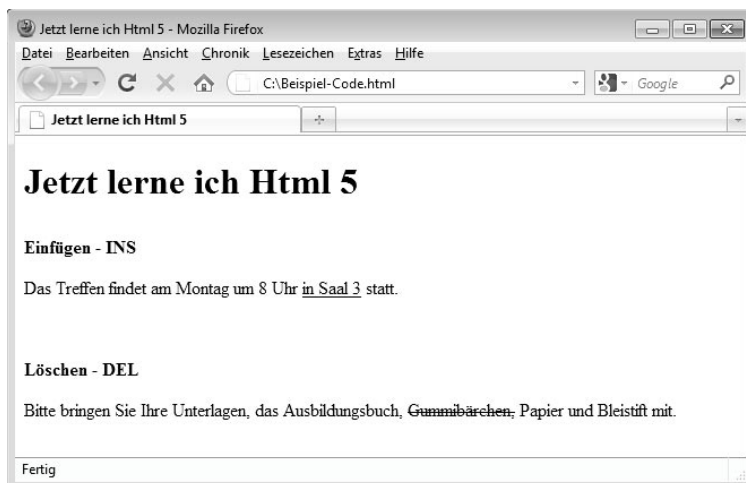 Jetzt lerne ich Html 5 - Mozilla Firefox
Datei Bearbeiten Ansicht Chronik Lesezeichen Extras Hilfe
C:\Beispiel-Code.html Google
Jetzt lerne ich Html 5
Jetzt lerne ich Html 5
Einfügen - INS
Das Treffen findet am Montag um 8 Uhr in Saal 3 statt.
Löschen - DEL
Bitte bringen Sie Ihre Unterlagen, das Ausbildungsbuch, Gummibärchen, Papier und Bleistift mit.
Fertig